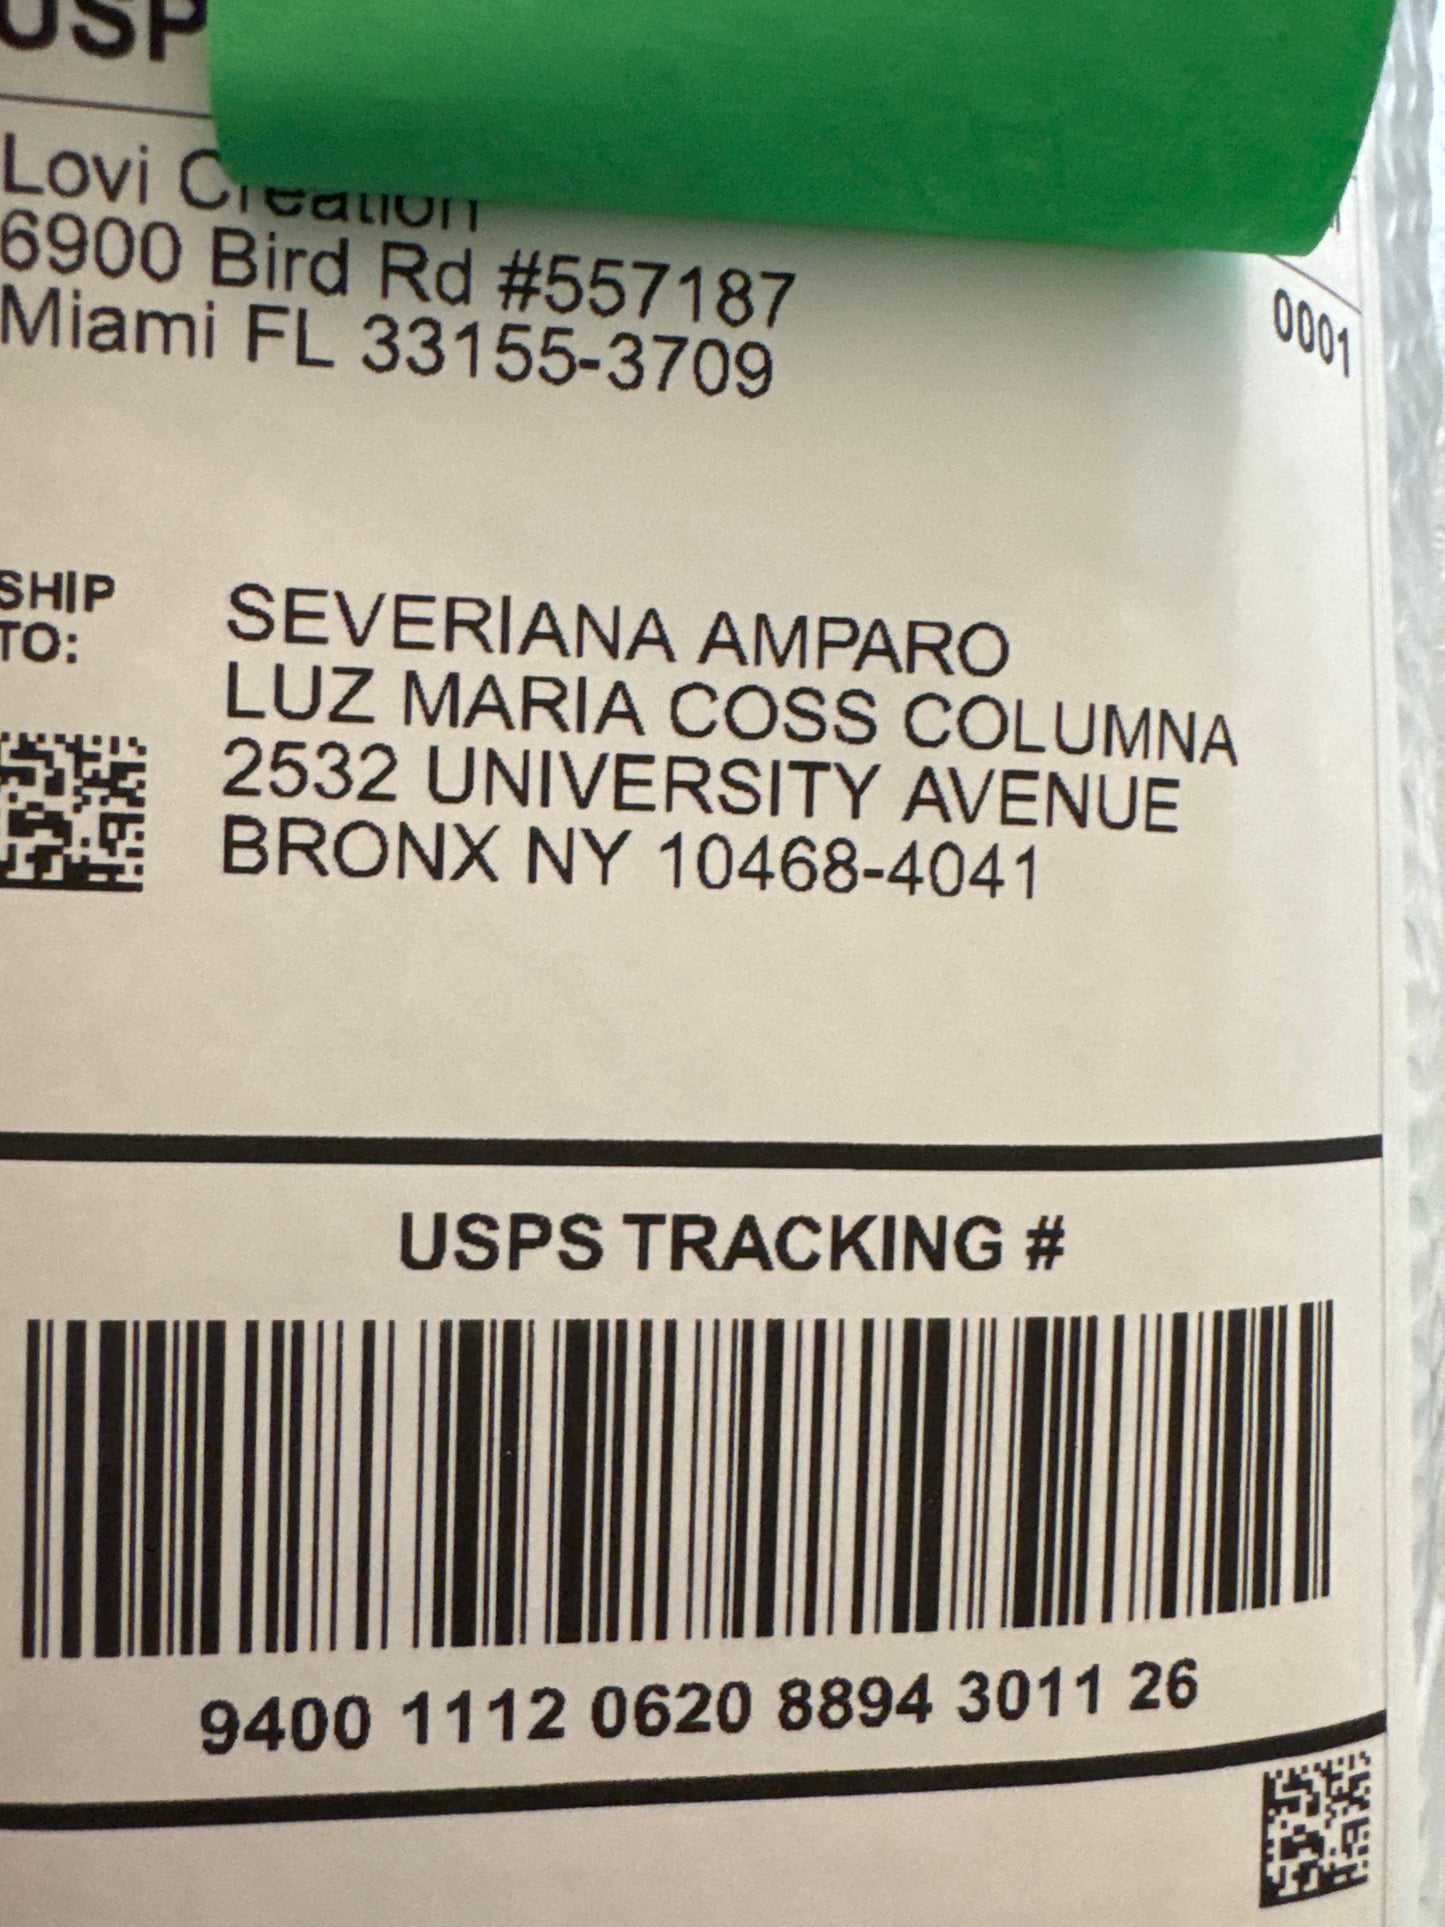 Lovi Creation
6900 Bird Rd #557187
Miami FL 33155-3709
0001
SHIP
TO:
SEVERIANA AMPARO
LUZ MARIA COSS COLUMNA
2532 UNIVERSITY AVENUE
BRONX NY 10468-4041
USPS TRACKING #
9400 1112 0620 8894 3011 26